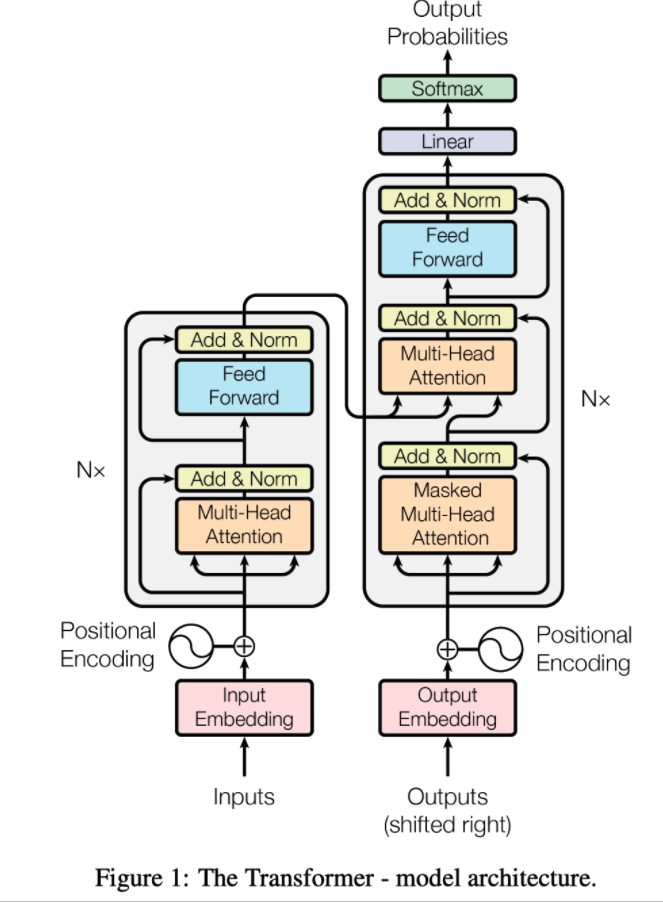 Output
Probabilities
Softmax
Linear
Add & Norm
Feed
Forward
Add & Norm
Multi-Head
Attention
Nx
Add & Norm
Masked
Multi-Head
Attention
Add & Norm
Feed
Forward
Nx
Add & Norm
Multi-Head
Attention
Positional
Encoding
Positional
Encoding
Input
Embedding
Output
Embedding
Inputs
Outputs
(shifted right)
Figure 1: The Transformer - model architecture.